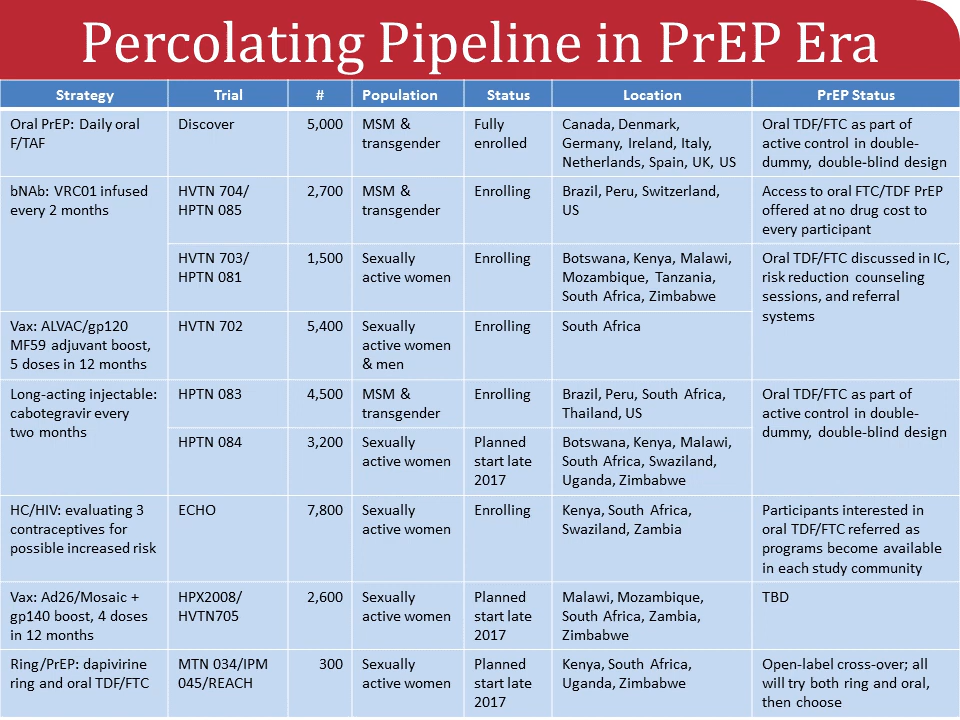 Percolating Pipeline in PrEP Era
Strategy
Trial
#
Population
Status
Location
PrEP Status
Oral PrEP: Daily oral
F/TAF
Discover
5,000
MSM &
transgender
Fully
enrolled
Canada, Denmark,
Germany, Ireland, Italy,
Netherlands, Spain, UK, US
Oral TDF/FTC as part of
active control in double-
dummy, double-blind design
bNAb: VRC01 infused
every 2 months
HVTN 704/
HPTN 085
2,700
MSM &
transgender
Enrolling
Brazil, Peru, Switzerland,
US
Access to oral FTC/TDF PrEP
offered at no drug cost to
every participant
HVTN 703/
HPTN 081
1,500
Sexually
active women
Enrolling
Botswana, Kenya, Malawi,
Mozambique, Tanzania,
South Africa, Zimbabwe
Oral TDF/FTC discussed in IC,
risk reduction counseling
sessions, and referral
systems
Vax: ALVAC/gp120
MF59 adjuvant boost,
5 doses in 12 months
HVTN 702
5,400
Sexually
active women
& men
Enrolling
South Africa
Long-acting injectable:
cabotegravir every
two months
HPTN 083
4,500
MSM &
transgender
Enrolling
Brazil, Peru, South Africa,
Thailand, US
Oral TDF/FTC as part of
active control in double-
dummy, double-blind design
HPTN 084
3,200
Sexually
active women
Planned
start late
2017
Botswana, Kenya, Malawi,
South Africa, Swaziland,
Uganda, Zimbabwe
HC/HIV: evaluating 3
contraceptives for
possible increased risk
ECHO
7,800
Sexually
active women
Enrolling
Kenya, South Africa,
Swaziland, Zambia
Participants interested in
oral TDF/FTC referred as
programs become available
in each study community
Vax: Ad26/Mosaic +
gp140 boost, 4 doses
in 12 months
HPX2008/
HVTN705
2,600
Sexually
active women
Planned
start late
2017
Malawi, Mozambique,
South Africa, Zambia,
Zimbabwe
TBD
Ring/PrEP: dapivirine
ring and oral TDF/FTC
MTN 034/IPM
045/REACH
300
Sexually
active women
Planned
start late
2017
Kenya, South Africa,
Uganda, Zimbabwe
Open-label cross-over; all
will try both ring and oral,
then choose